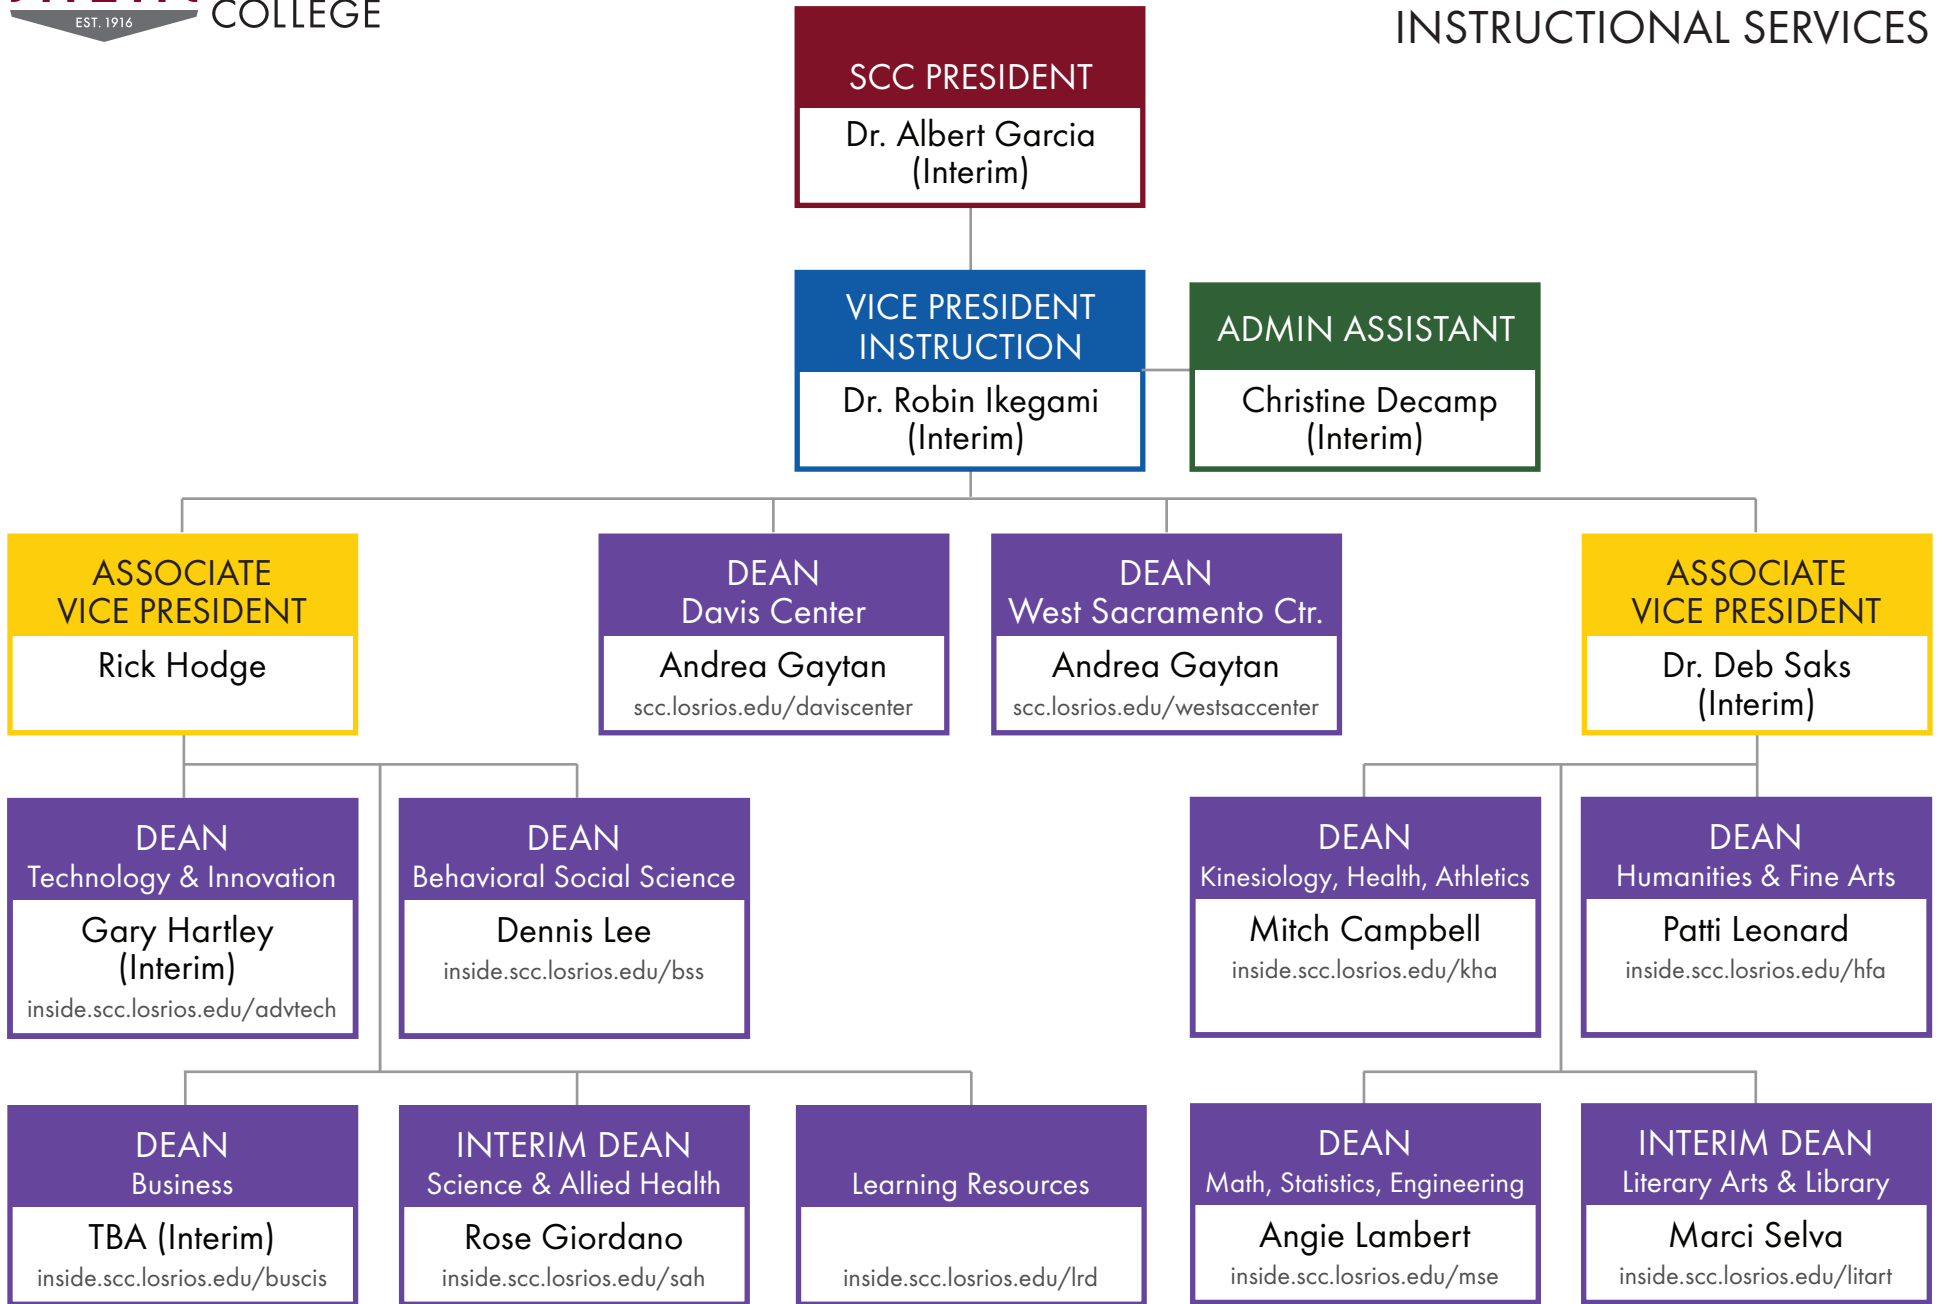 EST. 1916
COLLEGE
INSTRUCTIONAL SERVICES
SCC PRESIDENT
Dr. Albert Garcia
(Interim)
VICE PRESIDENT
INSTRUCTION
Dr. Robin Ikegami
(Interim)
ADMIN ASSISTANT
Christine Decamp
(Interim)
ASSOCIATE
VICE PRESIDENT
Rick Hodge
DEAN
Davis Center
Andrea Gaytan
scc.losrios.edu/daviscenter
DEAN
West Sacramento Ctr.
Andrea Gaytan
scc.losrios.edu/westsaccenter
ASSOCIATE
VICE PRESIDENT
Dr. Deb Saks
(Interim)
DEAN
Technology & Innovation
Gary Hartley
(Interim)
inside.scc.losrios.edu/advtech
DEAN
Behavioral Social Science
Dennis Lee
inside.scc.losrios.edu/bss
DEAN
Kinesiology, Health, Athletics
Mitch Campbell
inside.scc.losrios.edu/kha
DEAN
Humanities & Fine Arts
Patti Leonard
inside.scc.losrios.edu/hfa
DEAN
Business
TBA (Interim)
inside.scc.losrios.edu/buscis
INTERIM DEAN
Science & Allied Health
Rose Giordano
inside.scc.losrios.edu/sah
Learning Resources
inside.scc.losrios.edu/lrd
DEAN
Math, Statistics, Engineering
Angie Lambert
inside.scc.losrios.edu/mse
INTERIM DEAN
Literary Arts & Library
Marci Selva
inside.scc.losrios.edu/litart